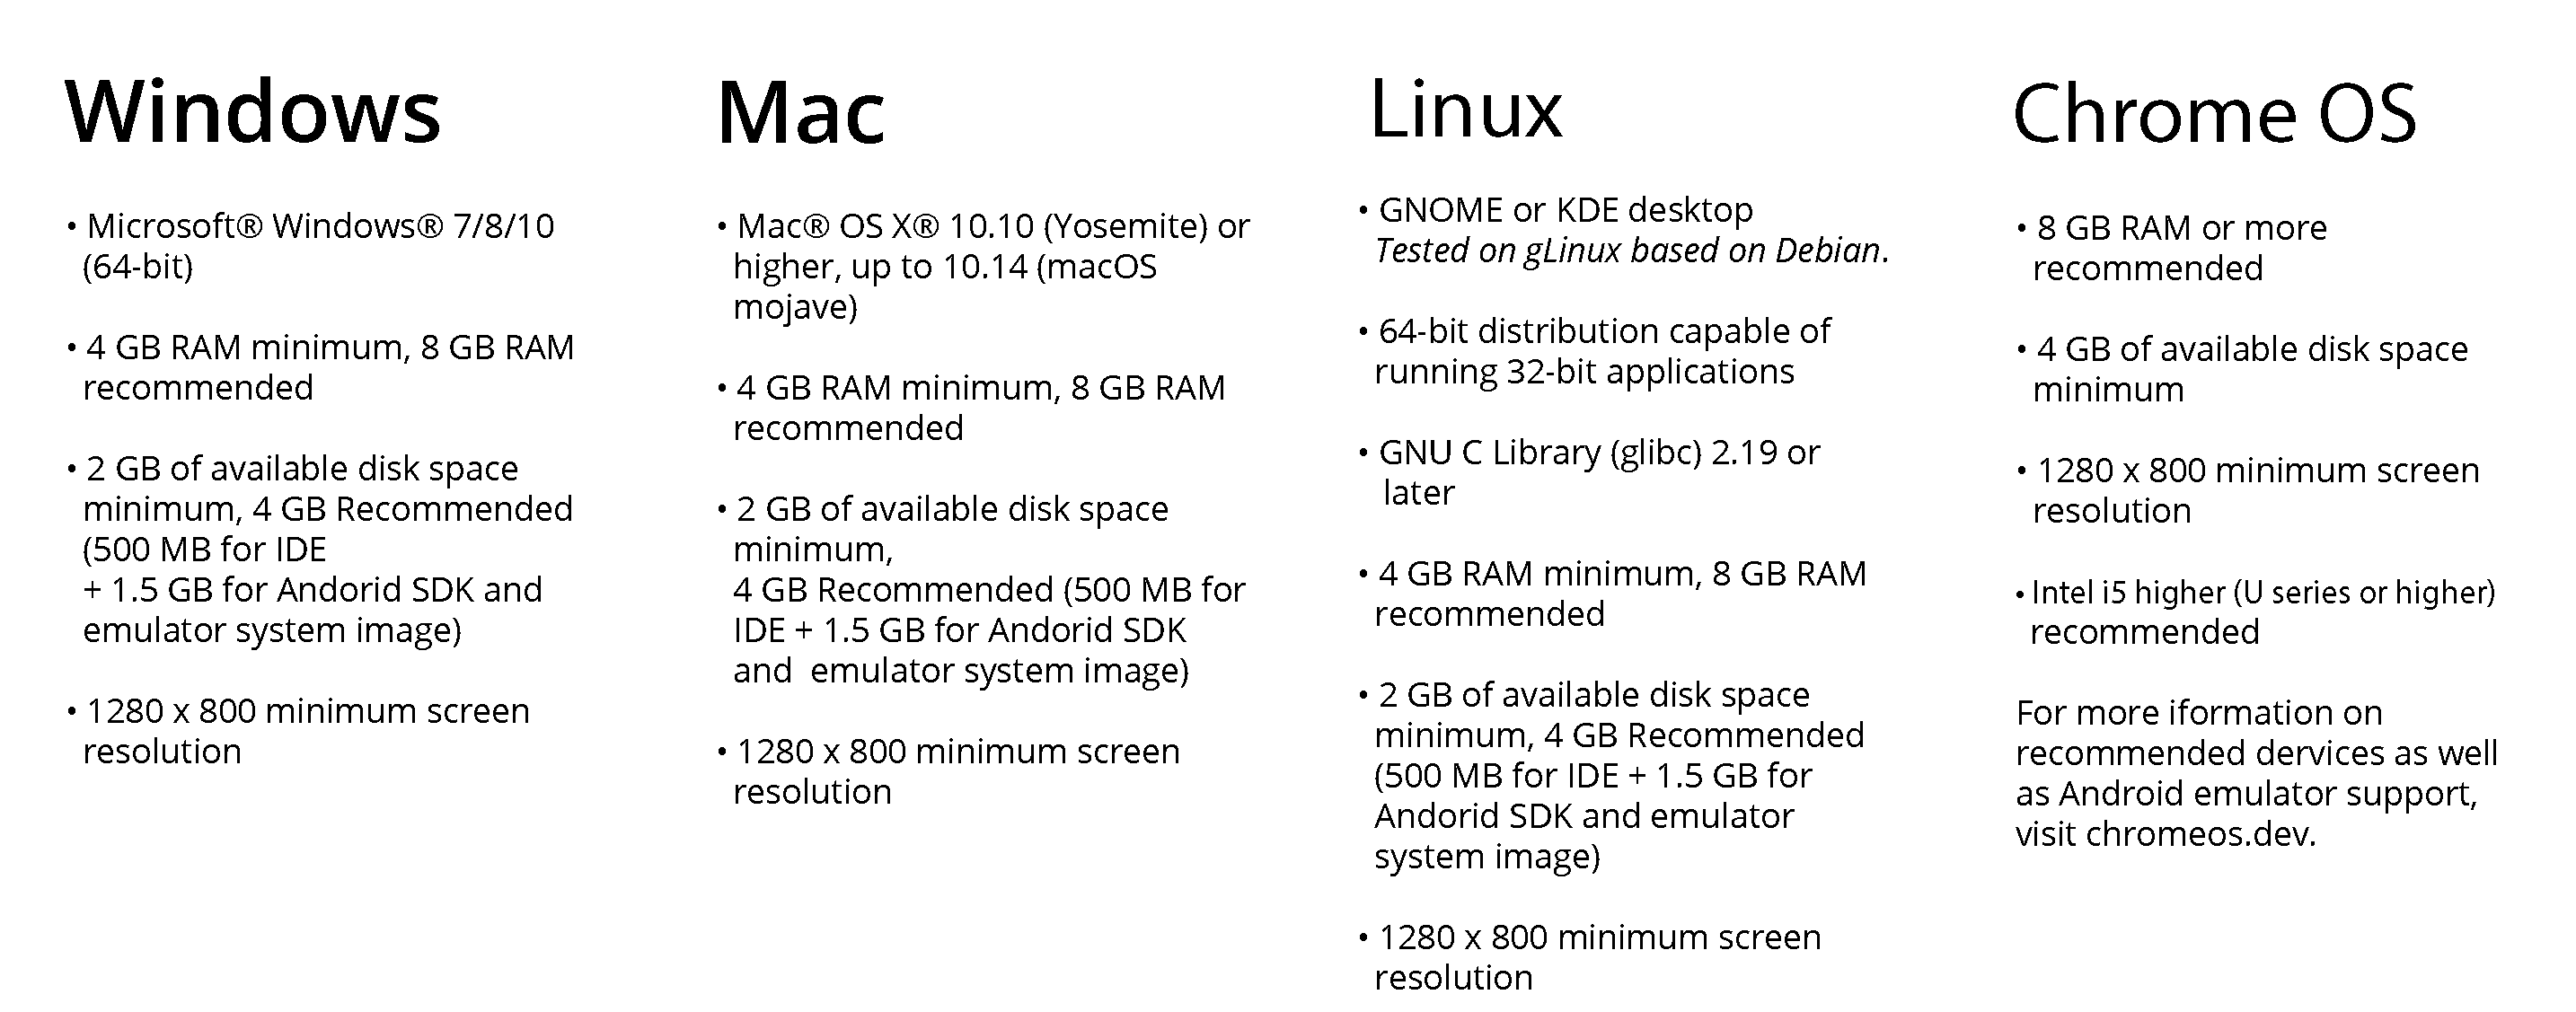 Windows
• Microsoft® Windows® 7/8/10
(64-bit)
• 4 GB RAM minimum, 8 GB RAM
recommended
• 2 GB of available disk space
minimum, 4 GB Recommended
(500 MB for IDE
+ 1.5 GB for Andorid SDK and
emulator system image)
• 1280 x 800 minimum screen
resolution
Mac
• Mac® OS X® 10.10 (Yosemite) or
higher, up to 10.14 (macOS
mojave)
• 4 GB RAM minimum, 8 GB RAM
recommended
• 2 GB of available disk space
minimum,
4 GB Recommended (500 MB for
IDE + 1.5 GB for Andorid SDK
and emulator system image)
• 1280 x 800 minimum screen
resolution
Linux
• GNOME or KDE desktop
Tested on gLinux based on Debian.
• 64-bit distribution capable of
running 32-bit applications
• GNU C Library (glibc) 2.19 or
later
• 4 GB RAM minimum, 8 GB RAM
recommended
• 2 GB of available disk space
minimum, 4 GB Recommended
(500 MB for IDE + 1.5 GB for
Andorid SDK and emulator
system image)
• 1280 x 800 minimum screen
resolution
Chrome OS
• 8 GB RAM or more
recommended
• 4 GB of available disk space
minimum
• 1280 x 800 minimum screen
resolution
• Intel i5 higher (U series or higher)
recommended
For more iformation on
recommended dervices as well
as Android emulator support,
visit chromeos.dev.